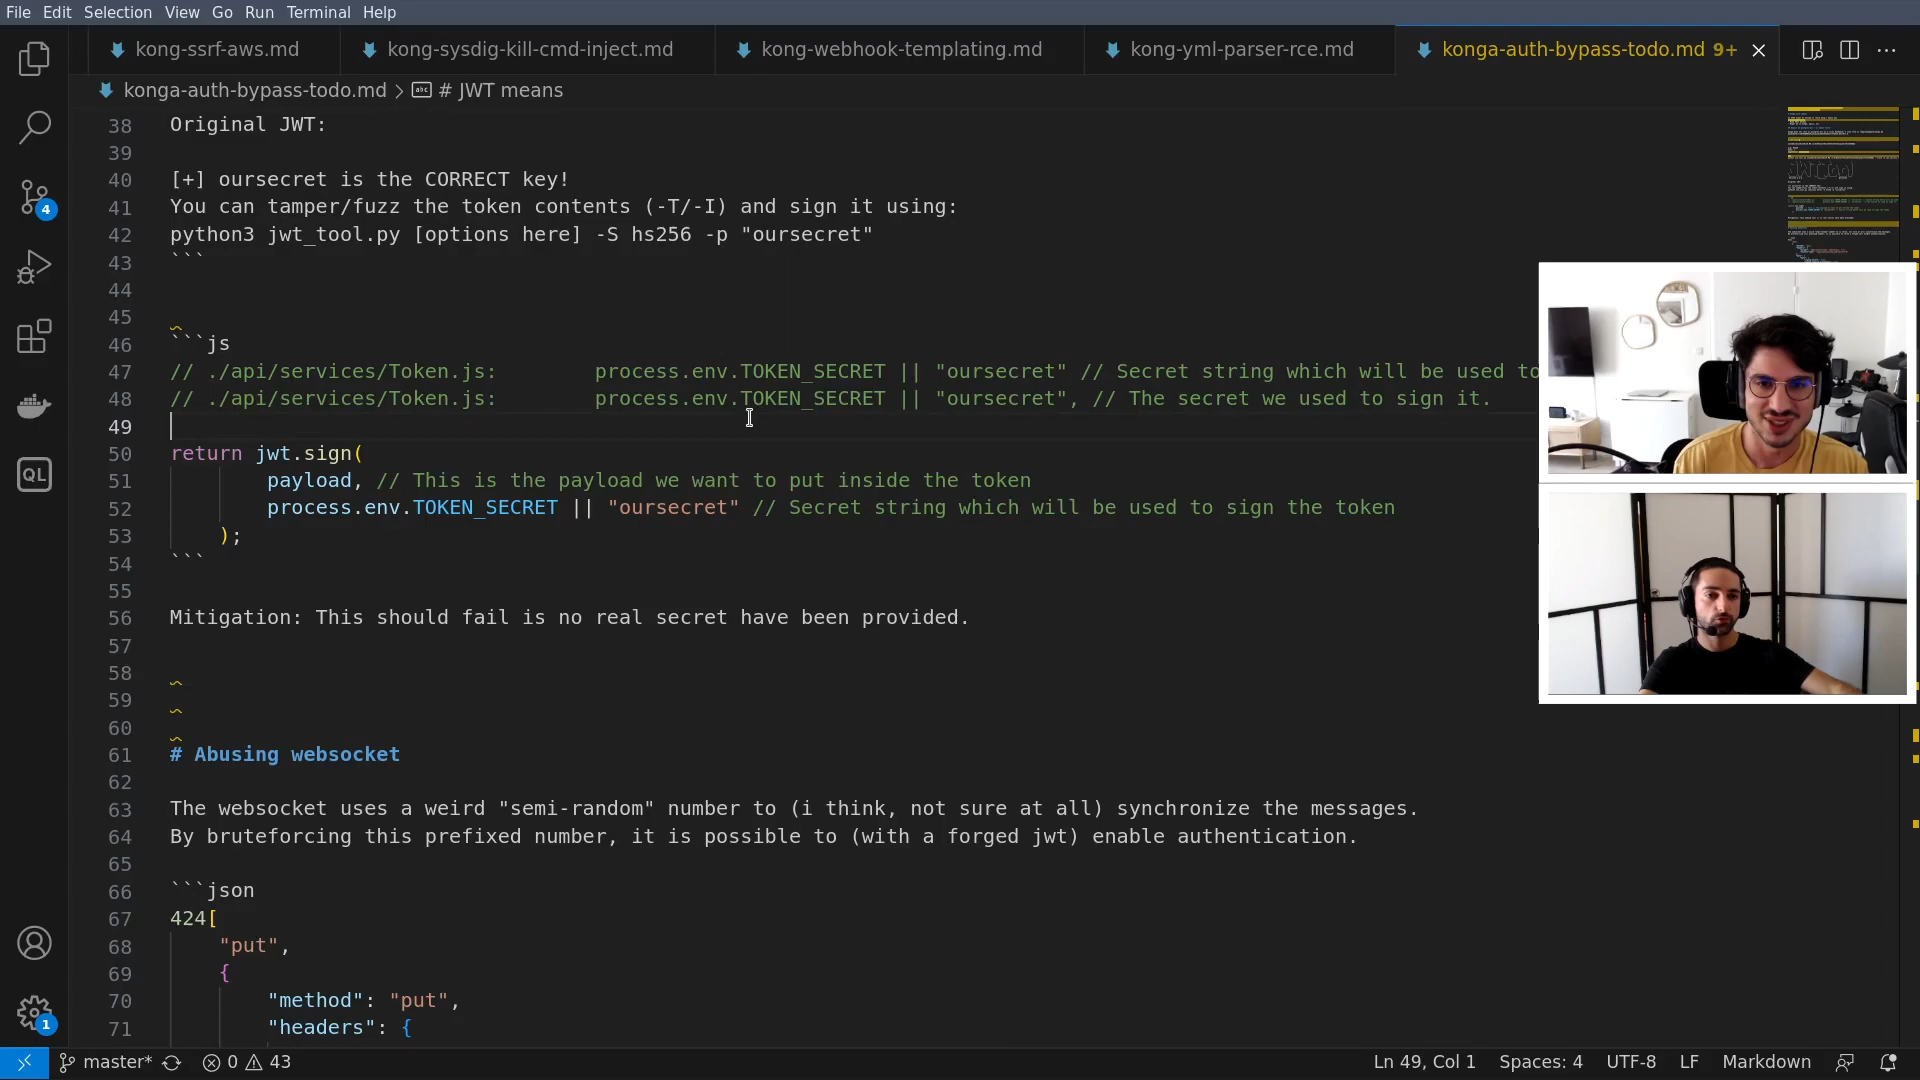 File Edit Selection View Go Run Terminal Help
kong-ssrf-aws.md kong-sysdig-kill-cmd-inject.md kong-webhook-templating.md kong-yml-parser-rce.md konga-auth-bypass-todo.md 9+
konga-auth-bypass-todo.md > # JWT means
38 Original JWT:
39
40 [+] oursecret is the CORRECT key!
41 You can tamper/fuzz the token contents (-T/-I) and sign it using:
42 python3 jwt_tool.py [options here] -S hs256 -p "oursecret"
43 ```
44
45
46 ```js
47 // ./api/services/Token.js:        process.env.TOKEN_SECRET || "oursecret" // Secret string which will be used to
48 // ./api/services/Token.js:        process.env.TOKEN_SECRET || "oursecret", // The secret we used to sign it.
49
50 return jwt.sign(
51         payload, // This is the payload we want to put inside the token
52         process.env.TOKEN_SECRET || "oursecret" // Secret string which will be used to sign the token
53     );
54 ```
55
56 Mitigation: This should fail is no real secret have been provided.
57
58
59
60
61 # Abusing websocket
62
63 The websocket uses a weird "semi-random" number to (i think, not sure at all) synchronize the messages.
64 By bruteforcing this prefixed number, it is possible to (with a forged jwt) enable authentication.
65
66 ```json
67 424[
68     "put",
69     {
70         "method": "put",
71         "headers": {
4
QL
1
master* 0 43 Ln 49, Col 1 Spaces: 4 UTF-8 LF Markdown